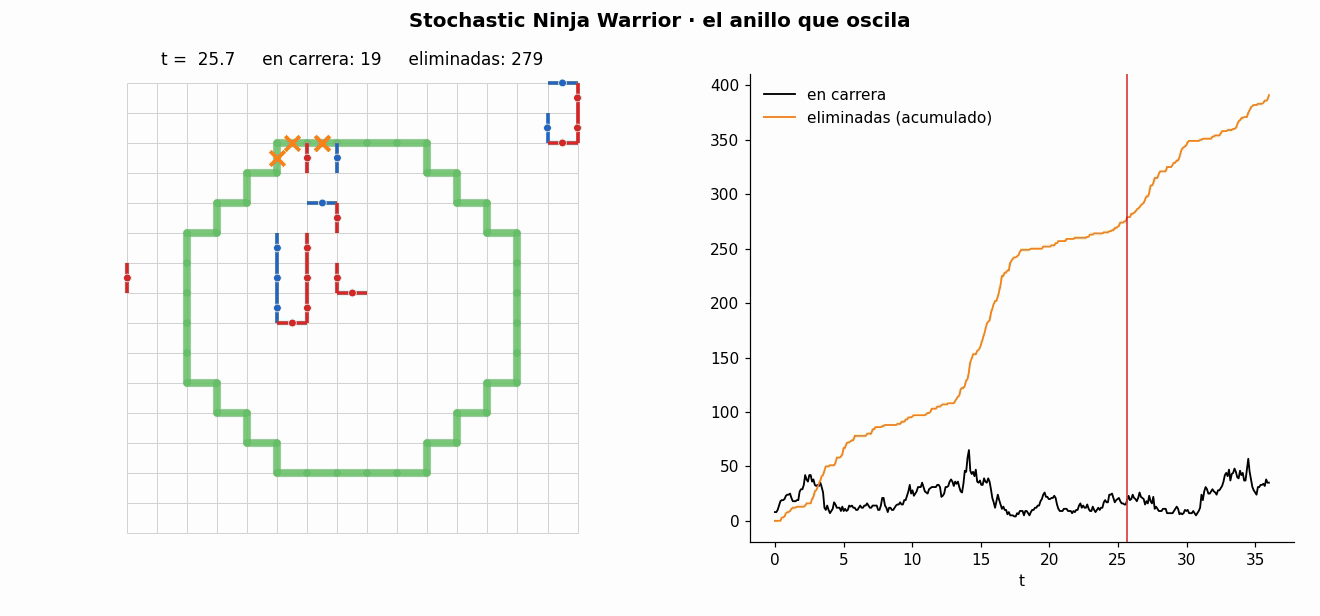 Stochastic Ninja Warrior · el anillo que oscila
t =  25.7     en carrera: 19     eliminadas: 279
en carrera
eliminadas (acumulado)
400
350
300
250
200
150
100
50
0
0 5 10 15 20 25 30 35
t